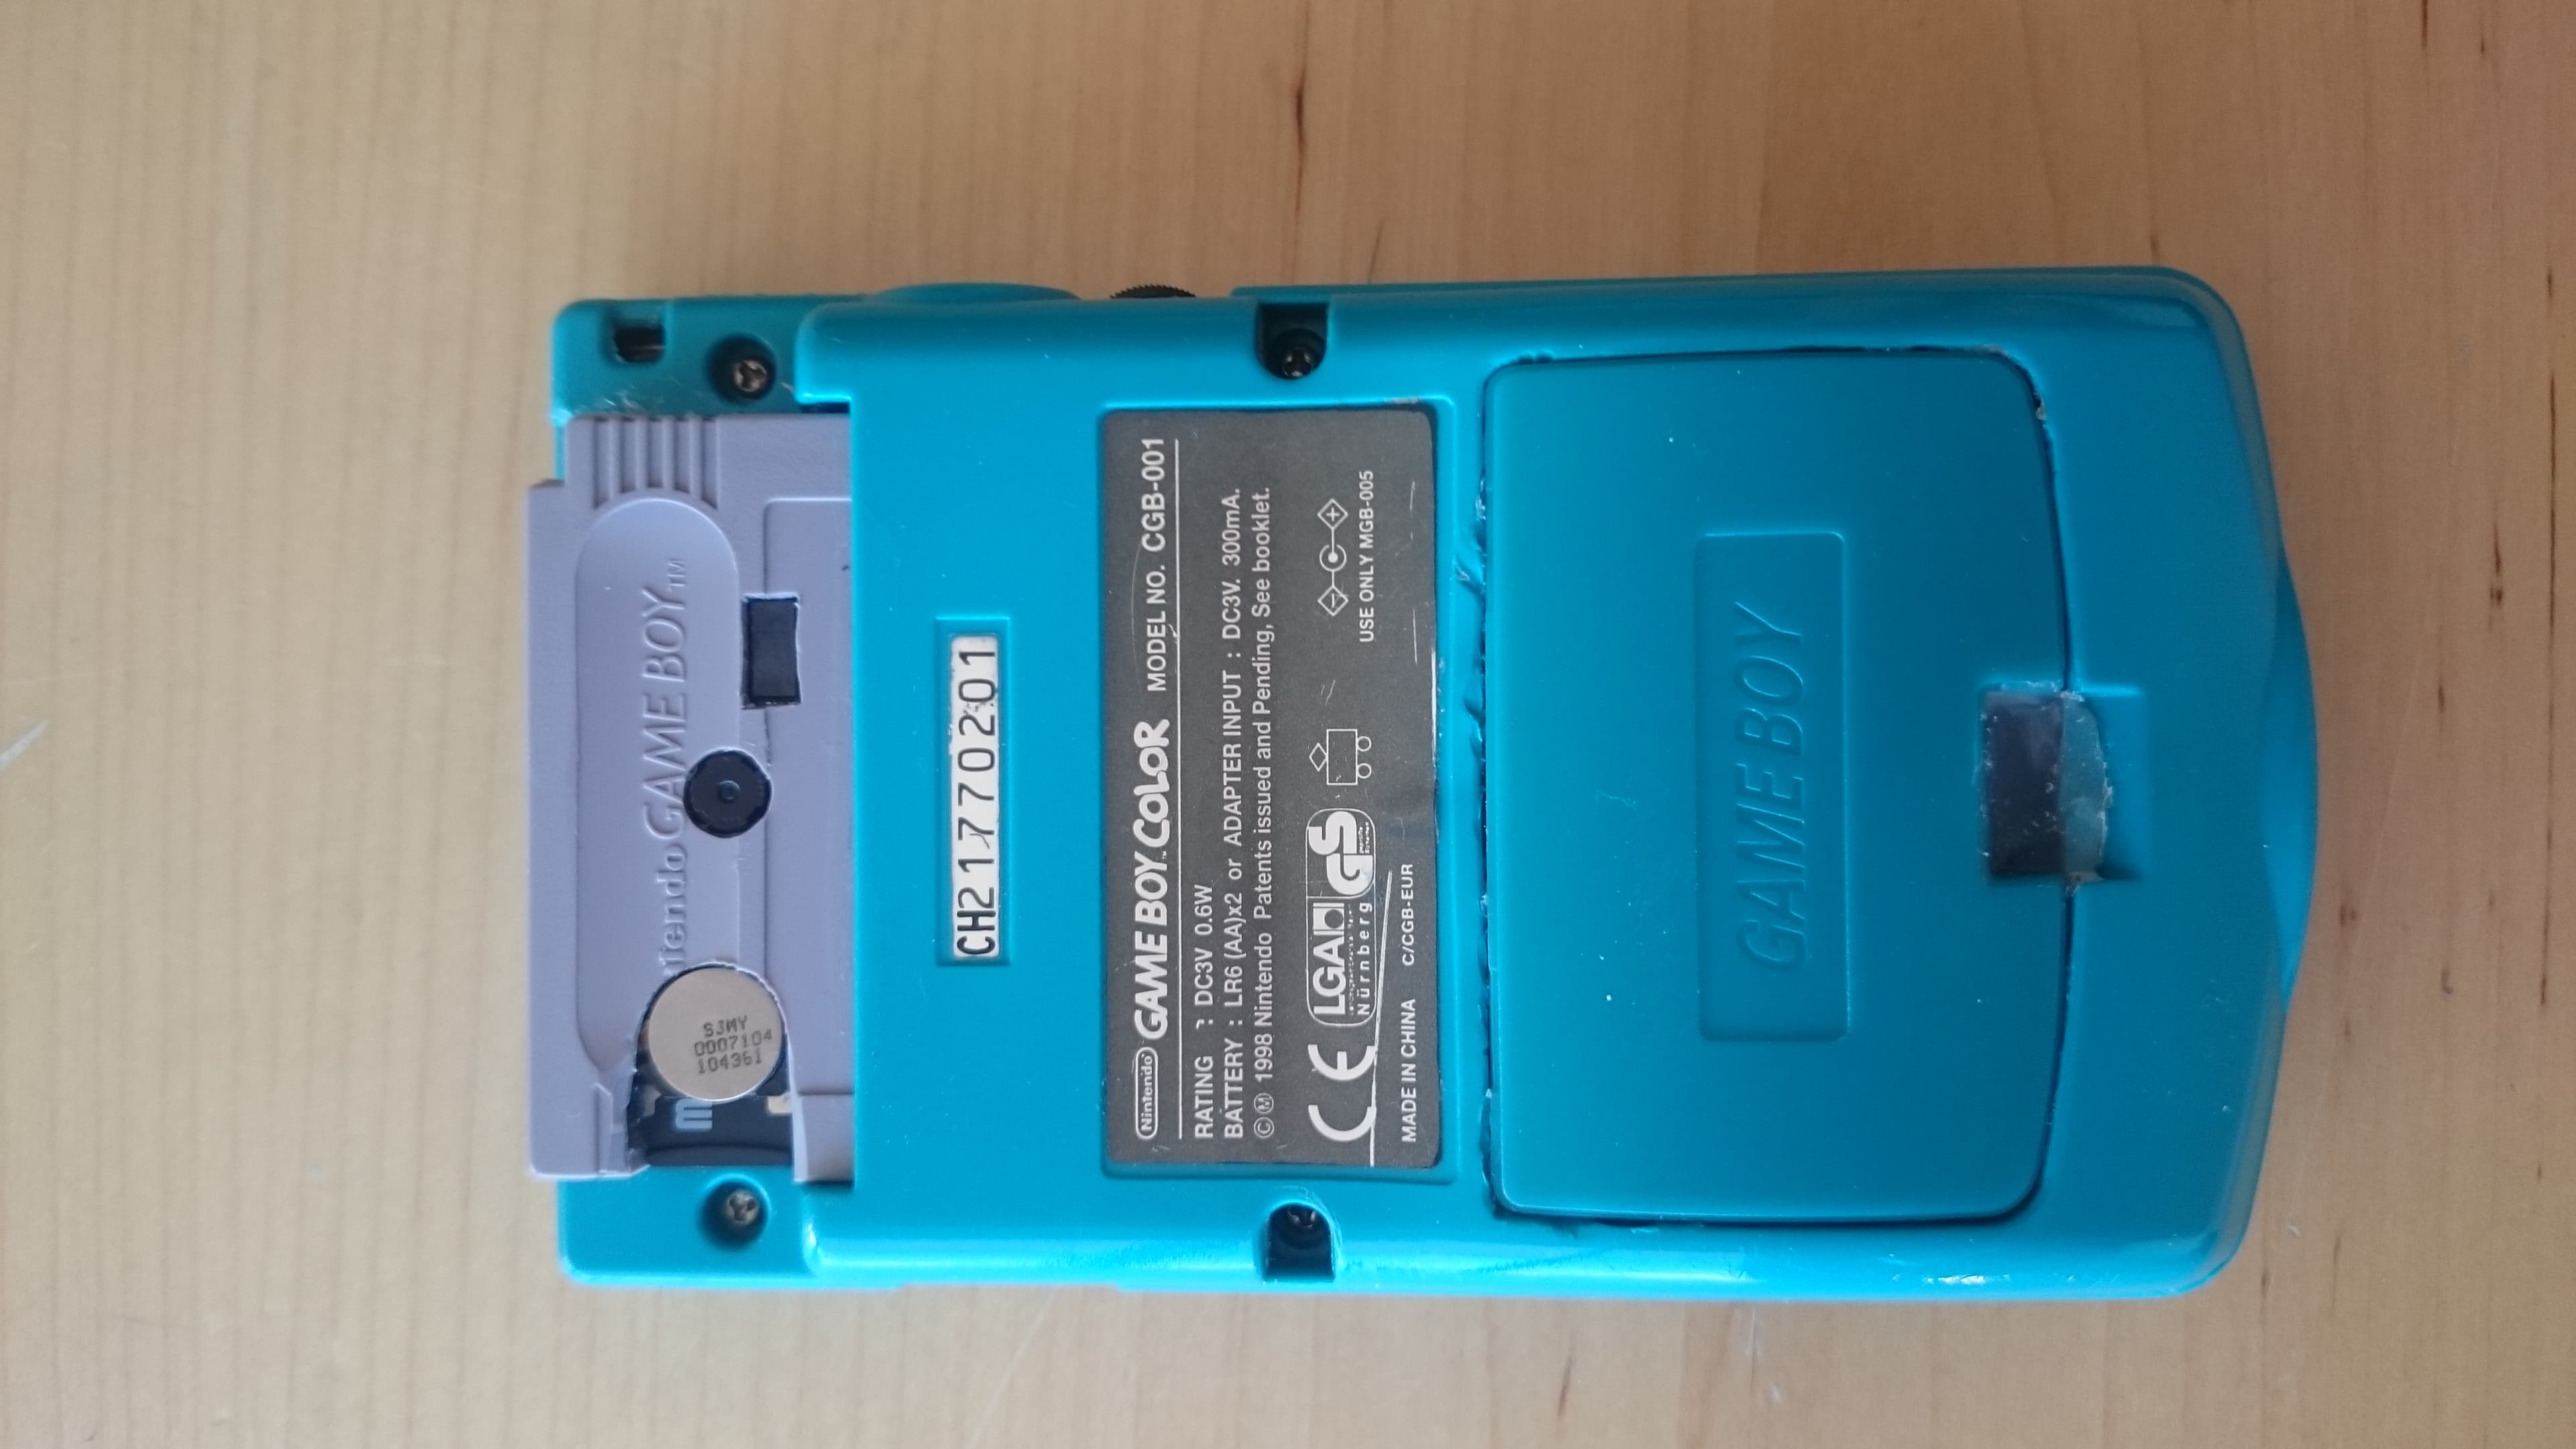 Nintendo GAME BOY™
S3MY
0007104
104361
m
CH21770201
Nintendo GAME BOY COLOR MODEL NO. CGB-001
RATING : DC3V 0.6W
BATTERY : LR6 (AA)x2 or ADAPTER INPUT : DC3V. 300mA.
©Ⓜ 1998 Nintendo Patents issued and Pending, See booklet.
CE LGA GS
Nürnberg
- C +
USE ONLY MGB-005
MADE IN CHINA C/CGB-EUR
GAME BOY